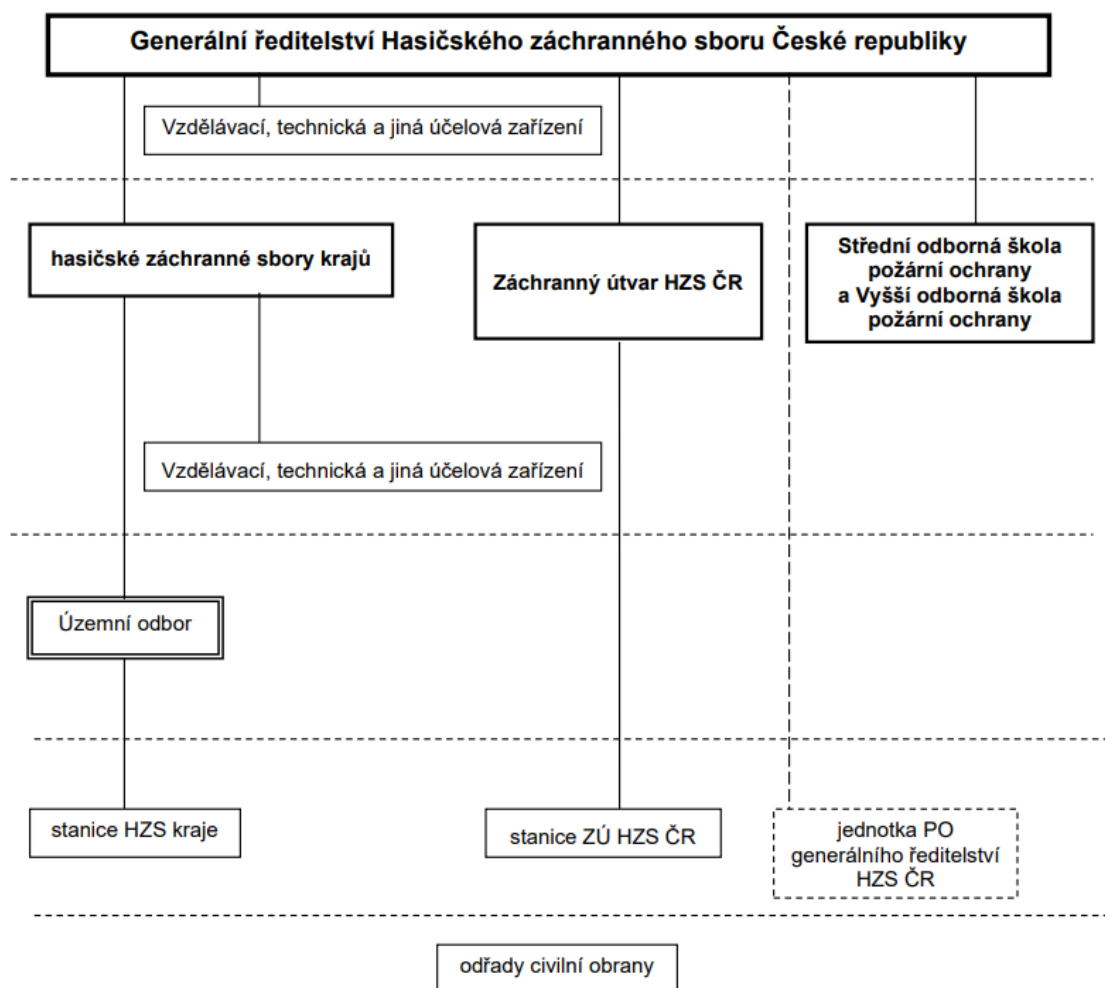 Generální ředitelství Hasičského záchranného sboru České republiky
Vzdělávací, technická a jiná účelová zařízení
hasičské záchranné sbory krajů
Záchranný útvar HZS ČR
Střední odborná škola
požární ochrany
a Vyšší odborná škola
požární ochrany
Vzdělávací, technická a jiná účelová zařízení
Územní odbor
stanice HZS kraje
stanice ZÚ HZS ČR
jednotka PO
generálního ředitelství
HZS ČR
odřady civilní obrany